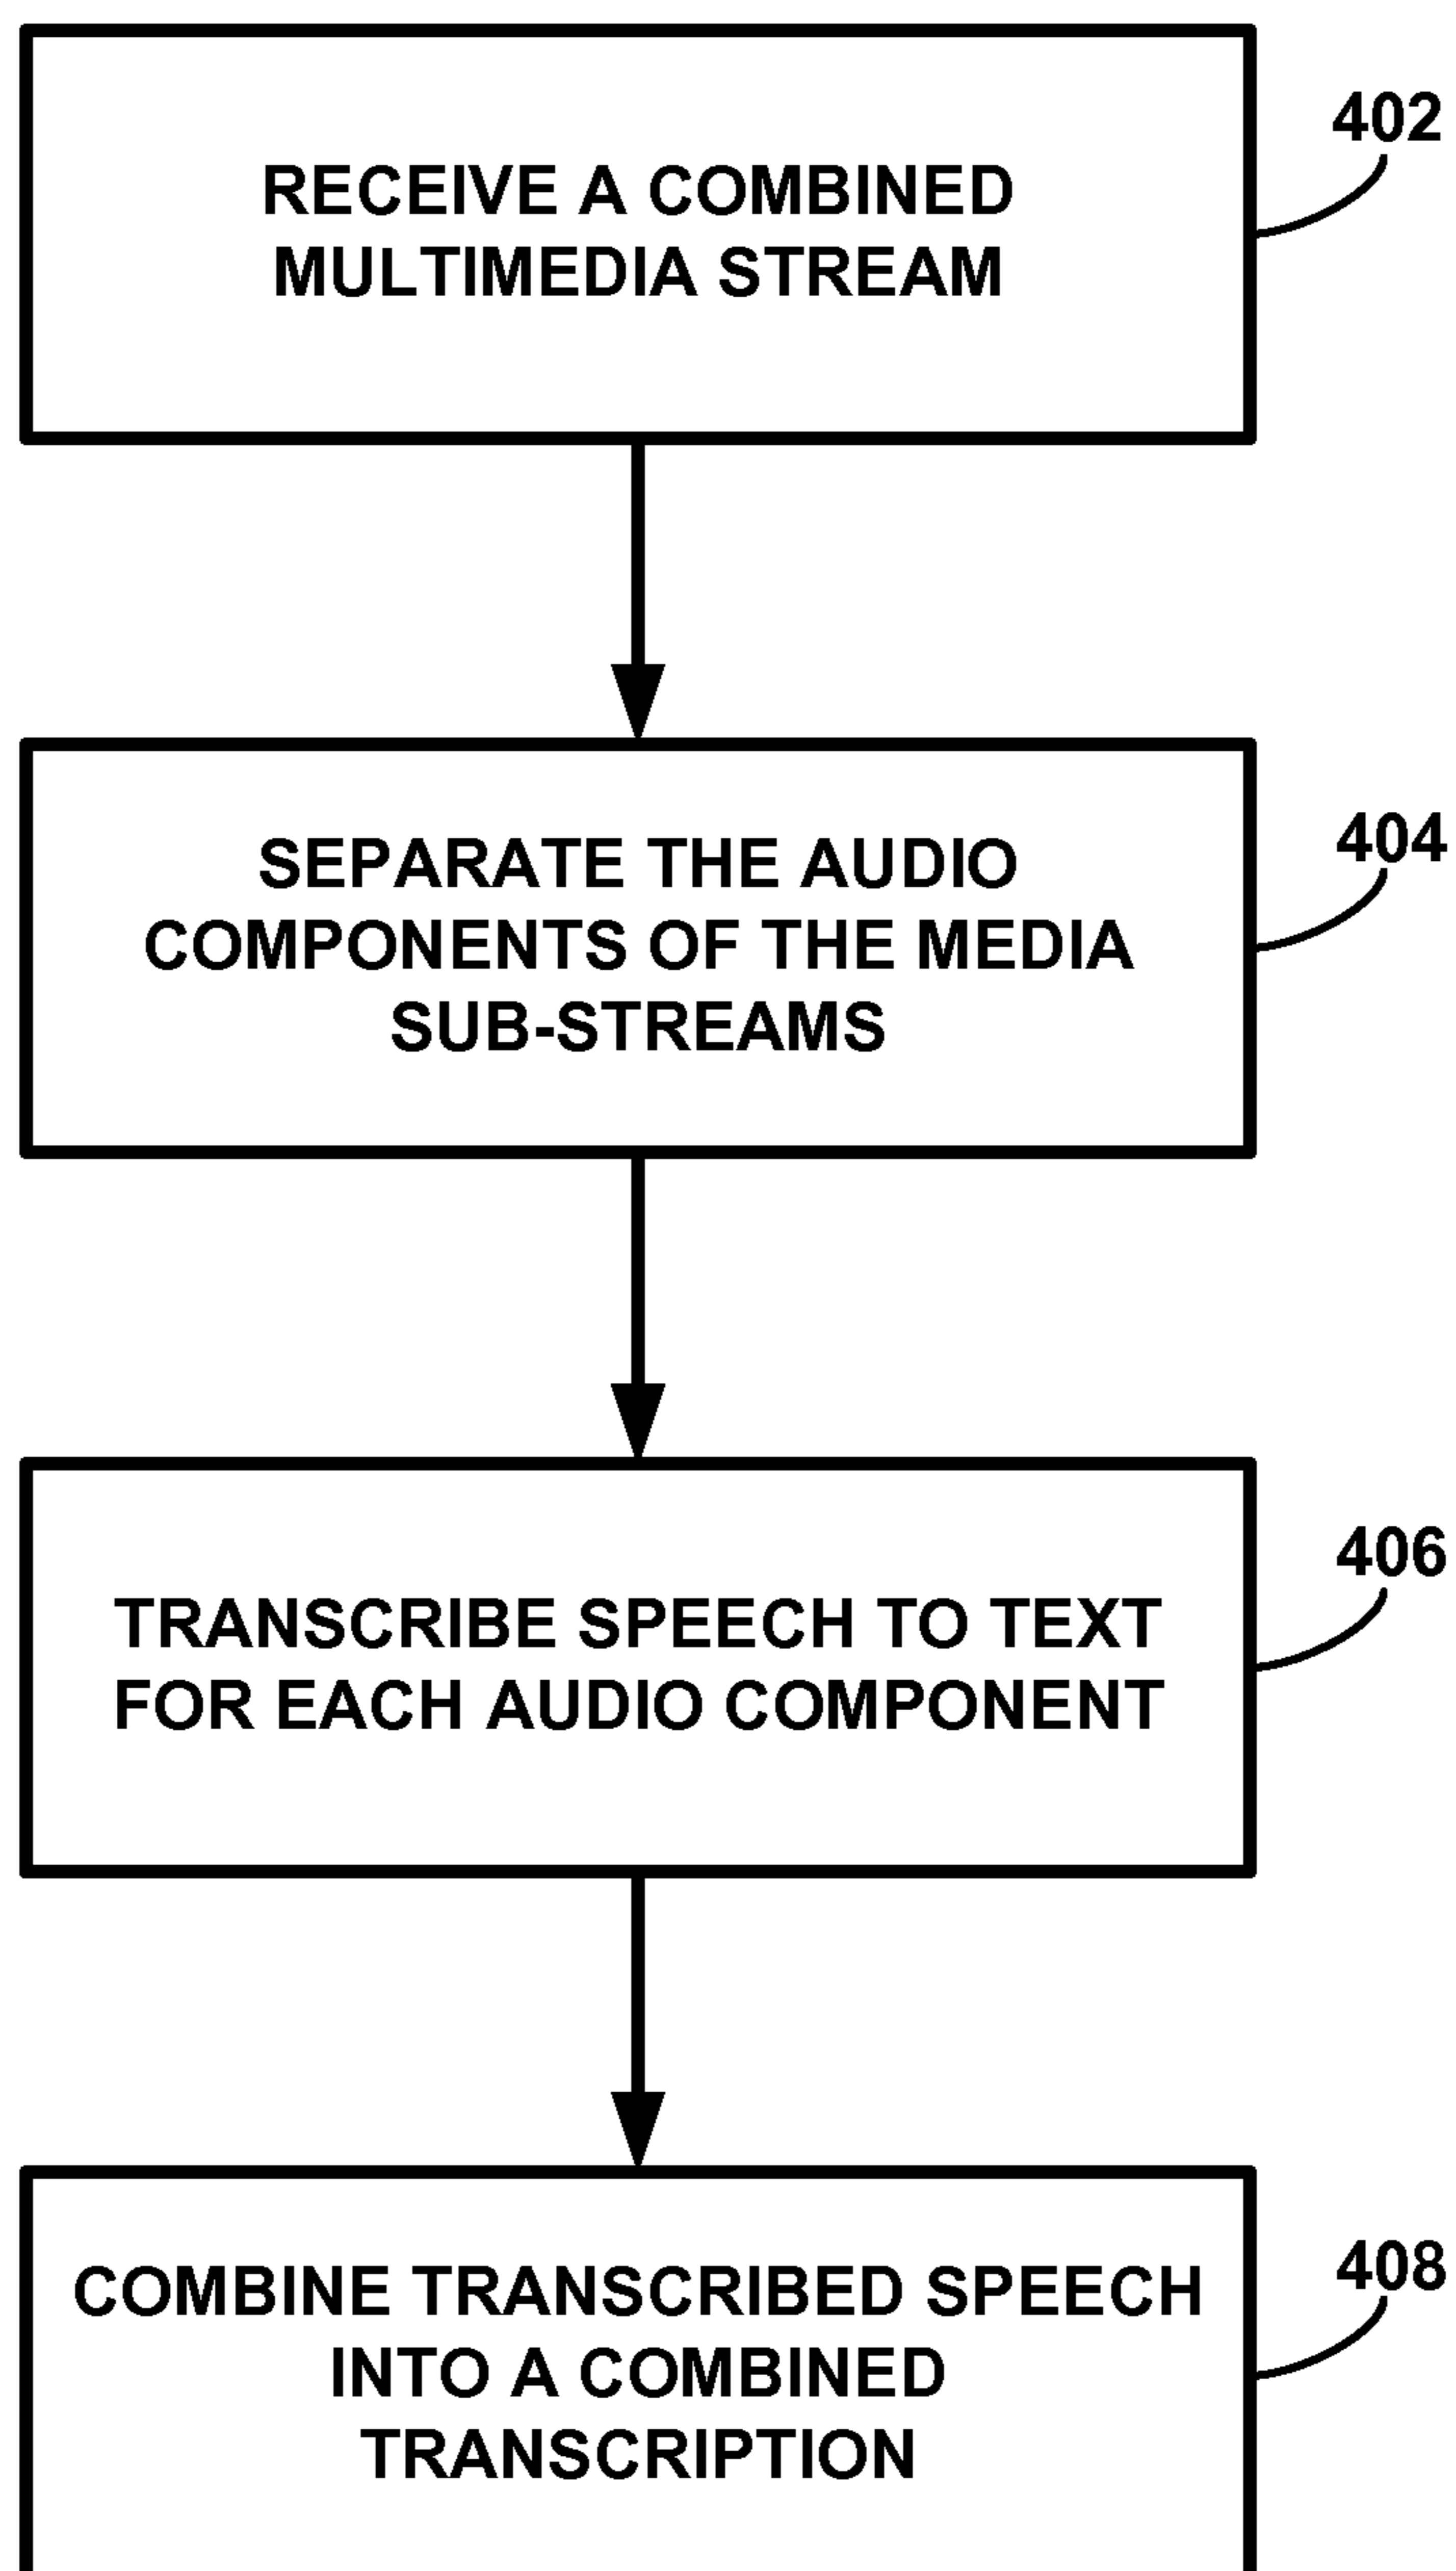 402
RECEIVE A COMBINED
MULTIMEDIA STREAM
404
SEPARATE THE AUDIO
COMPONENTS OF THE MEDIA
SUB-STREAMS
406
TRANSCRIBE SPEECH TO TEXT
FOR EACH AUDIO COMPONENT
408
COMBINE TRANSCRIBED SPEECH
INTO A COMBINED
TRANSCRIPTION